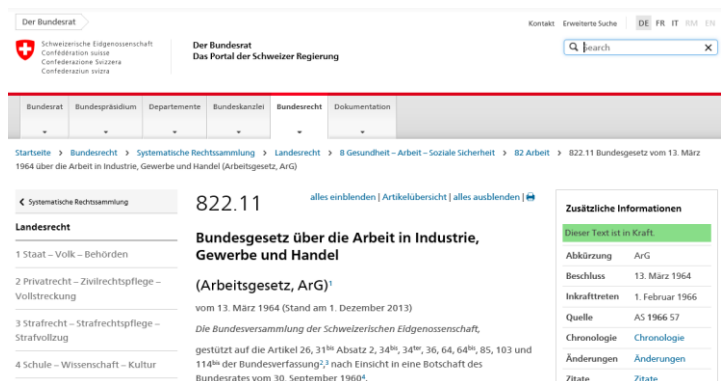 Der Bundesrat
Kontakt Erweiterte Suche DE FR IT RM EN
Schweizerische Eidgenossenschaft
Confédération suisse
Confederazione Svizzera
Confederaziun svizra
Der Bundesrat
Das Portal der Schweizer Regierung
Search
Bundesrat Bundespräsidium Departemente Bundeskanzlei Bundesrecht Dokumentation
Startseite > Bundesrecht > Systematische Rechtssammlung > Landesrecht > 8 Gesundheit – Arbeit – Soziale Sicherheit > 82 Arbeit > 822.11 Bundesgesetz vom 13. März
1964 über die Arbeit in Industrie, Gewerbe und Handel (Arbeitsgesetz, ArG)
Systematische Rechtssammlung
Landesrecht
1 Staat – Volk – Behörden
2 Privatrecht – Zivilrechtspflege –
Vollstreckung
3 Strafrecht – Strafrechtspflege –
Strafvollzug
4 Schule – Wissenschaft – Kultur
822.11
alles einblenden | Artikelübersicht | alles ausblenden |
Bundesgesetz über die Arbeit in Industrie,
Gewerbe und Handel
(Arbeitsgesetz, ArG)¹
vom 13. März 1964 (Stand am 1. Dezember 2013)
Die Bundesversammlung der Schweizerischen Eidgenossenschaft,
gestützt auf die Artikel 26, 31bis Absatz 2, 34bis, 34ter, 36, 64, 64bis, 85, 103 und
114bis der Bundesverfassung²,³ nach Einsicht in eine Botschaft des
Bundesrates vom 30. September 1960⁴,
Zusätzliche Informationen
Dieser Text ist in Kraft.
Abkürzung ArG
Beschluss 13. März 1964
Inkrafttreten 1. Februar 1966
Quelle AS 1966 57
Chronologie Chronologie
Änderungen Änderungen
Zitate Zitate